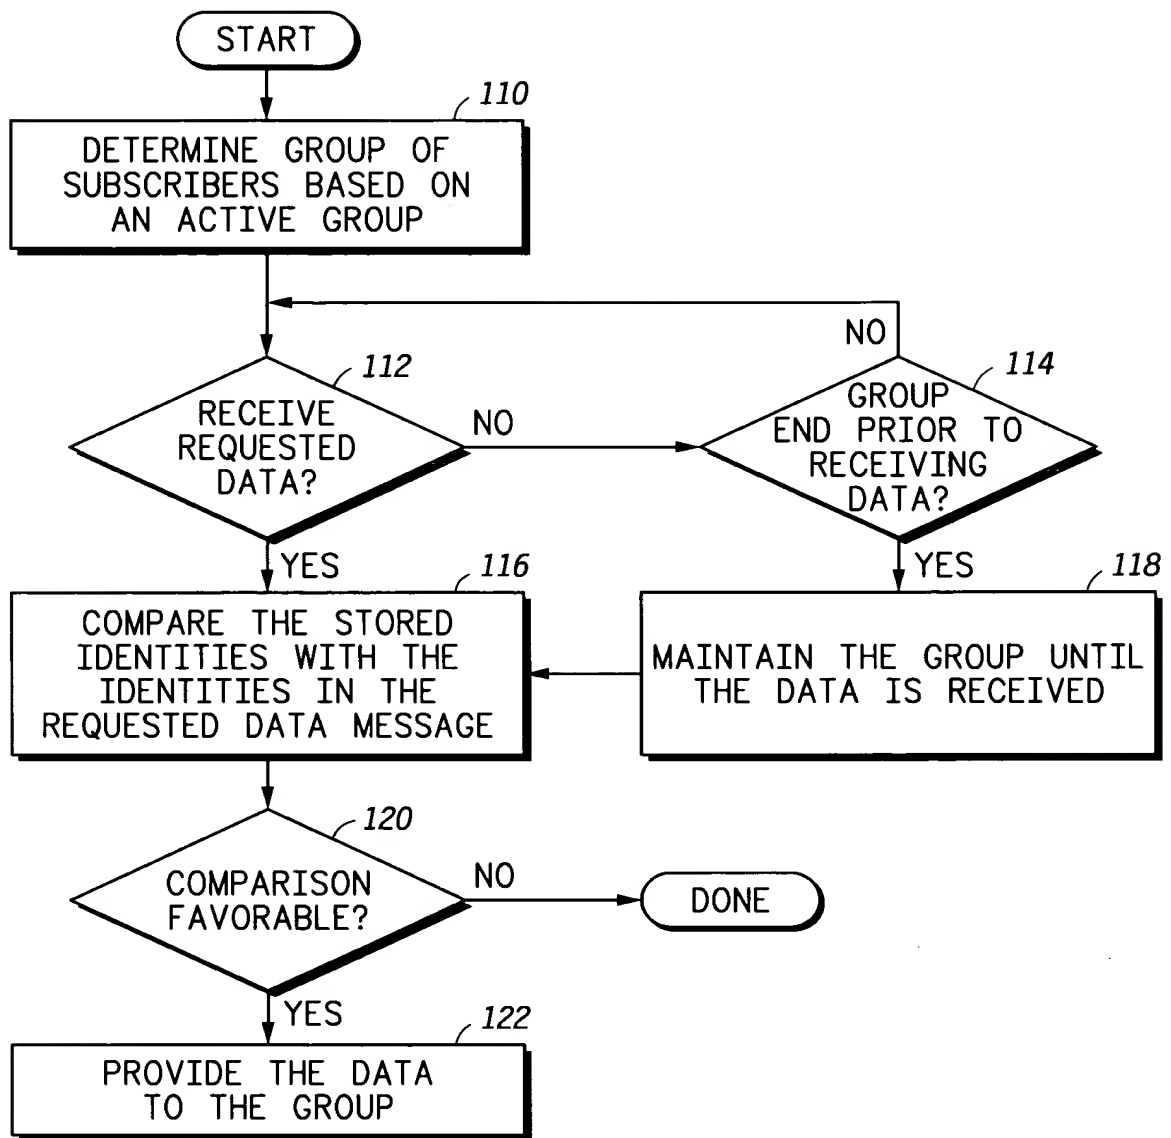 START
110
DETERMINE GROUP OF
SUBSCRIBERS BASED ON
AN ACTIVE GROUP
NO
112
RECEIVE
REQUESTED
DATA?
NO
114
GROUP
END PRIOR TO
RECEIVING
DATA?
YES
116
COMPARE THE STORED
IDENTITIES WITH THE
IDENTITIES IN THE
REQUESTED DATA MESSAGE
YES
118
MAINTAIN THE GROUP UNTIL
THE DATA IS RECEIVED
120
COMPARISON
FAVORABLE?
NO
DONE
YES
122
PROVIDE THE DATA
TO THE GROUP